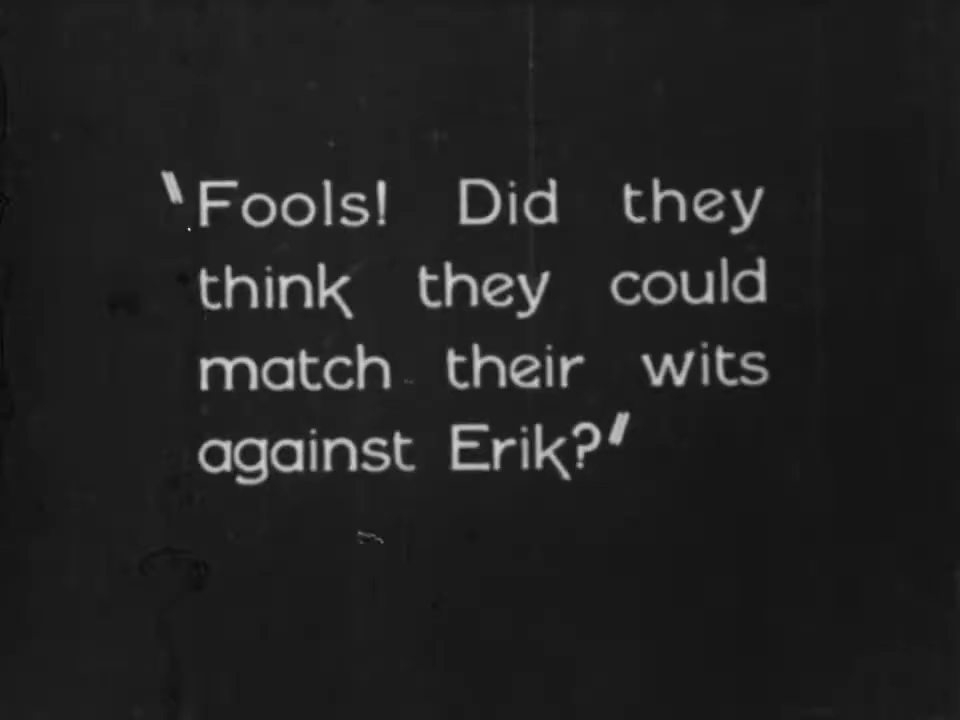 "Fools! Did they
think they could
match their wits
against Erik?"